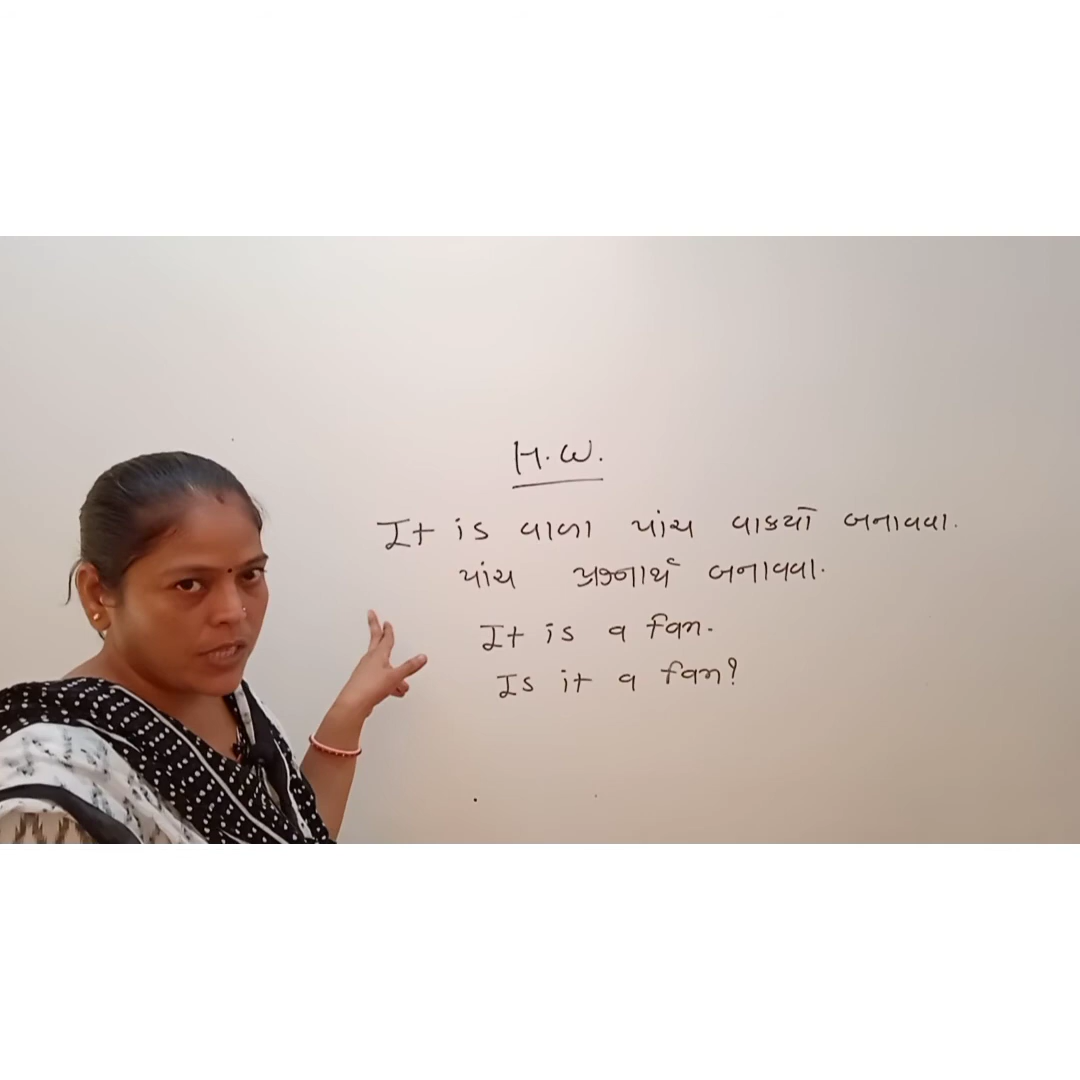 H.W.
It is વાળા પાંચ વાક્યો બનાવવા.
પાંચ પ્રશ્નાર્થ બનાવવા.
It is a fan.
Is it a fan?